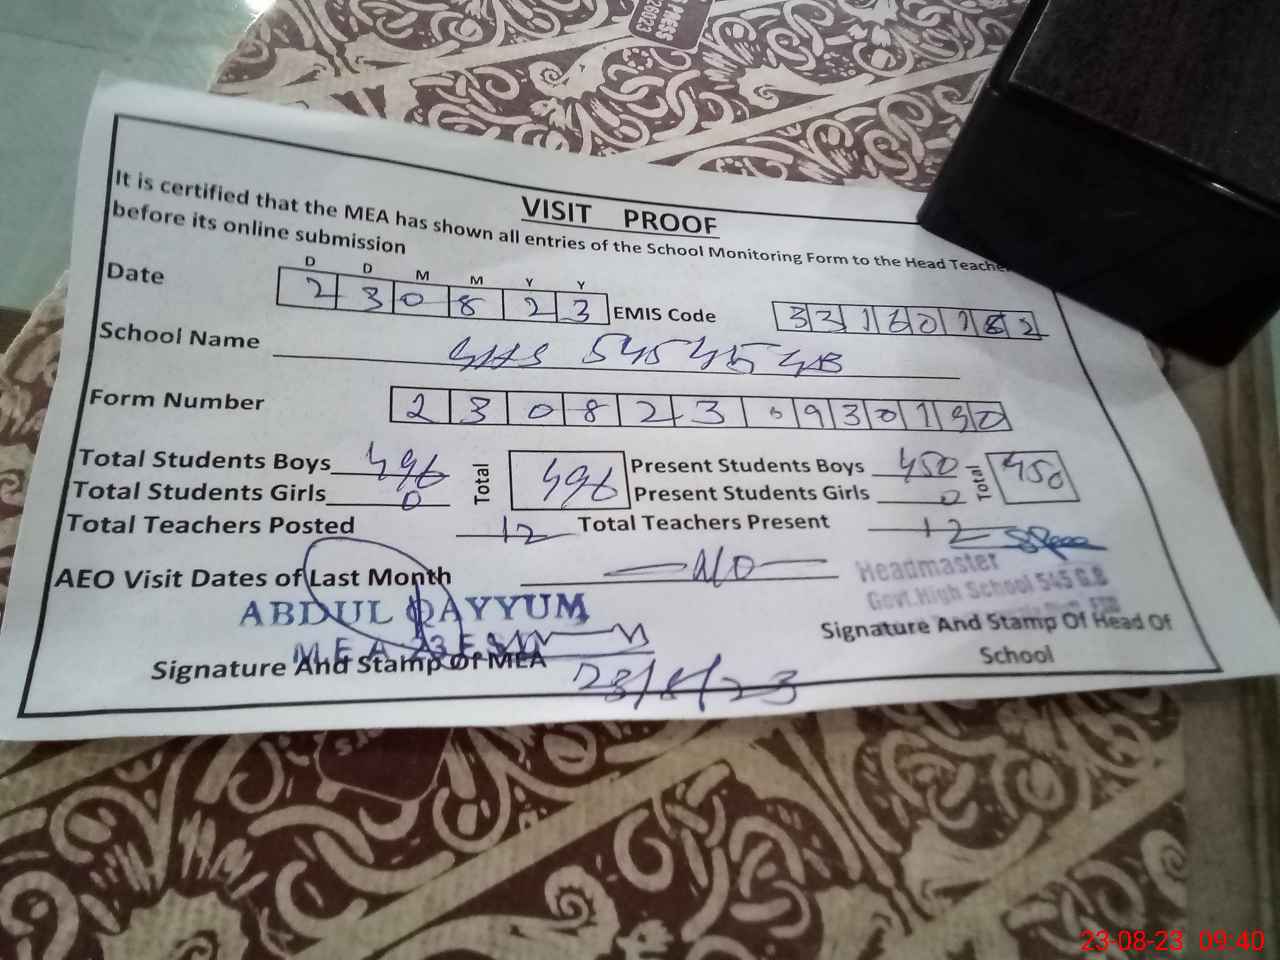 VISIT PROOF
It is certified that the MEA has shown all entries of the School Monitoring Form to the Head Teache
before its online submission
D D M M Y Y
Date 2 3 0 8 2 3 EMIS Code 3 3 1 6 0 1 8 2
School Name GHS 545
Form Number 2 3 0 8 2 3 0 9 3 0 1 9 0
Total Students Boys 496 Total 496 Present Students Boys 450 Total 450
Total Students Girls 0 Present Students Girls 0
Total Teachers Posted 12 Total Teachers Present 12
AEO Visit Dates of Last Month
Headmaster
Govt. High School 545 G.B
ABDUL QAYYUM
MEA
Signature And Stamp Of MEA
23/8/23
Signature And Stamp Of Head Of
School
23-08-23 09:40